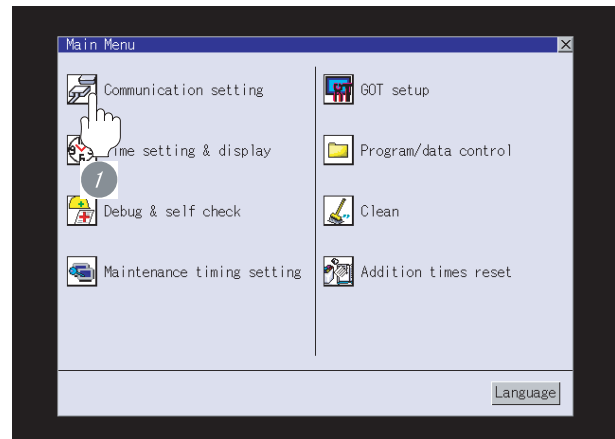 Main Menu
Communication setting
Time setting & display
1
Debug & self check
Maintenance timing setting
GOT setup
Program/data control
Clean
Addition times reset
Language